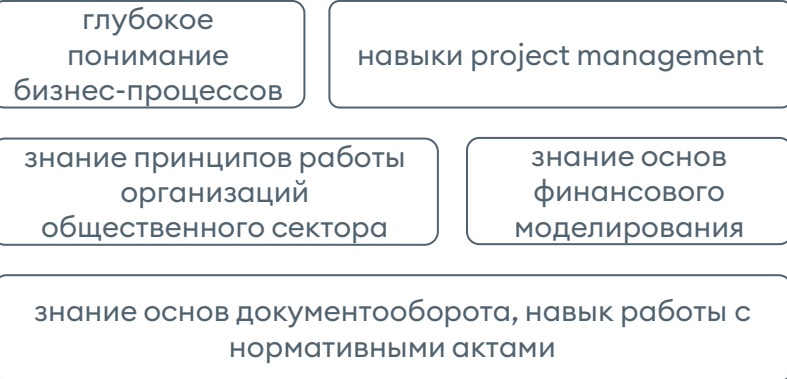 глубокое
понимание
бизнес-процессов
навыки project management
знание принципов работы
организаций
общественного сектора
знание основ
финансового
моделирования
знание основ документооборота, навык работы с
нормативными актами